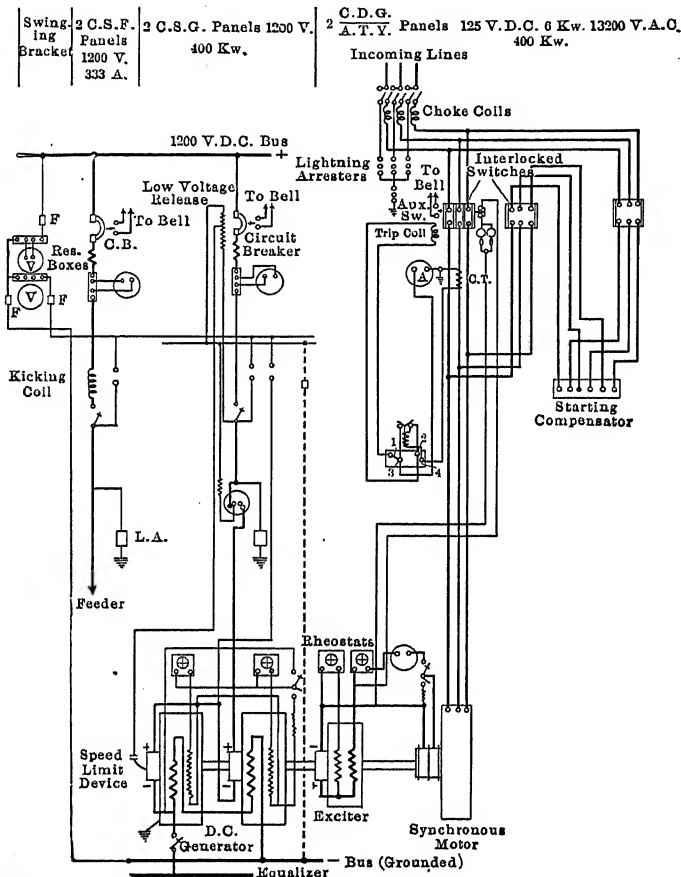 Swing-
ing
Bracket
2 C.S.F.
Panels
1200 V.
333 A.
2 C.S.G. Panels 1200 V.
400 Kw.
2 C.D.G. / A.T.Y. Panels 125 V.D.C. 6 Kw. 13200 V.A.C.
400 Kw.
Incoming Lines
Choke Coils
1200 V.D.C. Bus +
Lightning
Arresters
To
Bell
Interlocked
Switches
Low Voltage
Release
To Bell
Aux.
Sw.
F
To Bell
C.B.
Circuit
Breaker
Trip Coil
Res.
Boxes
V
V
A
C.T.
F
F
Kicking
Coil
Starting
Compensator
1
2
3
4
L.A.
Feeder
Rheostats
Speed
Limit
Device
+
-
+
-
-
+
D.C.
Generator
Exciter
Synchronous
Motor
- Bus (Grounded)
Equalizer